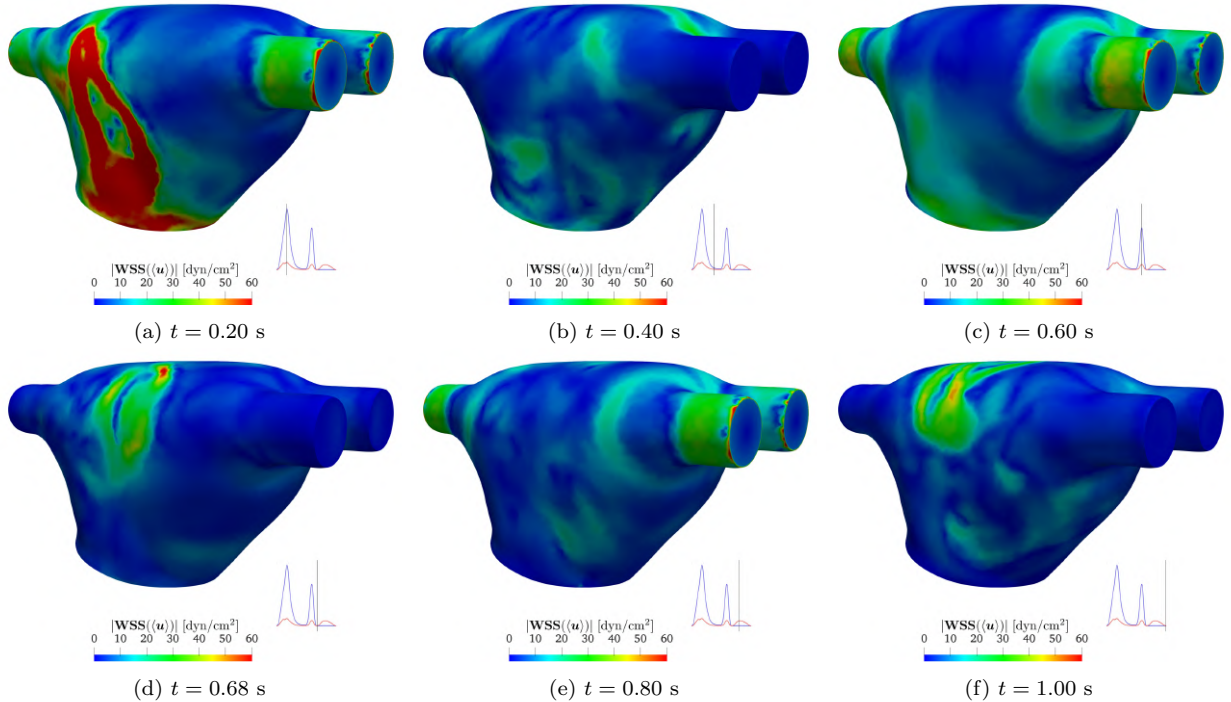 |WSS(⟨u⟩)| [dyn/cm²]
0 10 20 30 40 50 60
(a) t = 0.20 s
|WSS(⟨u⟩)| [dyn/cm²]
0 10 20 30 40 50 60
(b) t = 0.40 s
|WSS(⟨u⟩)| [dyn/cm²]
0 10 20 30 40 50 60
(c) t = 0.60 s
|WSS(⟨u⟩)| [dyn/cm²]
0 10 20 30 40 50 60
(d) t = 0.68 s
|WSS(⟨u⟩)| [dyn/cm²]
0 10 20 30 40 50 60
(e) t = 0.80 s
|WSS(⟨u⟩)| [dyn/cm²]
0 10 20 30 40 50 60
(f) t = 1.00 s